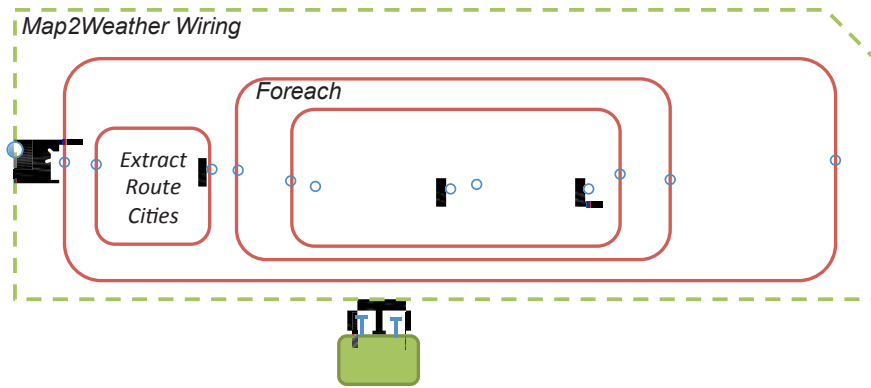 Map2Weather Wiring
Foreach
Extract
Route
Cities